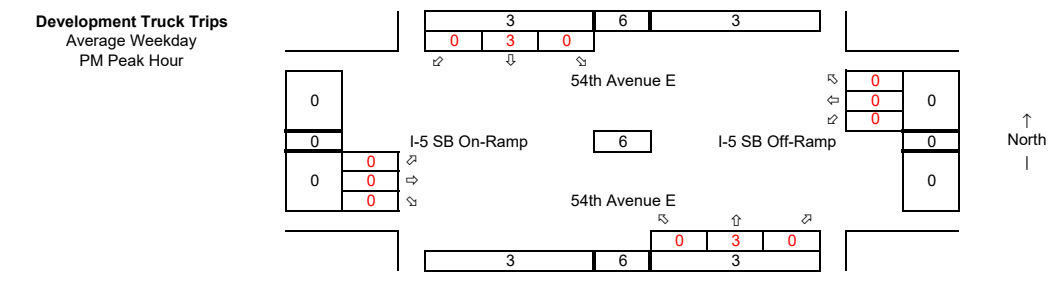 Development Truck Trips
Average Weekday
PM Peak Hour
3 6 3
0 3 0
↙ ⇩ ↘
54th Avenue E
0
↖ 0
⇦ 0 0
↙ 0
0 I-5 SB On-Ramp 6 I-5 SB Off-Ramp 0
↑
North
|
0 ↗
0 0 ⇨
0 ↘
0
54th Avenue E
↖ ⇧ ↗
0 3 0
3 6 3